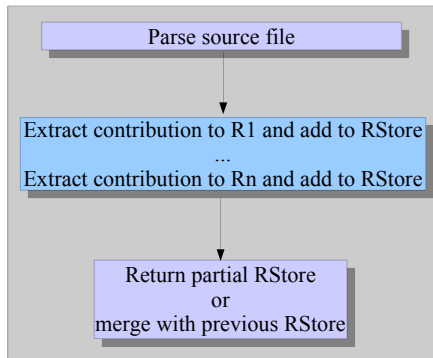 Parse source file
Extract contribution to R1 and add to RStore
...
Extract contribution to Rn and add to RStore
Return partial RStore
or
merge with previous RStore